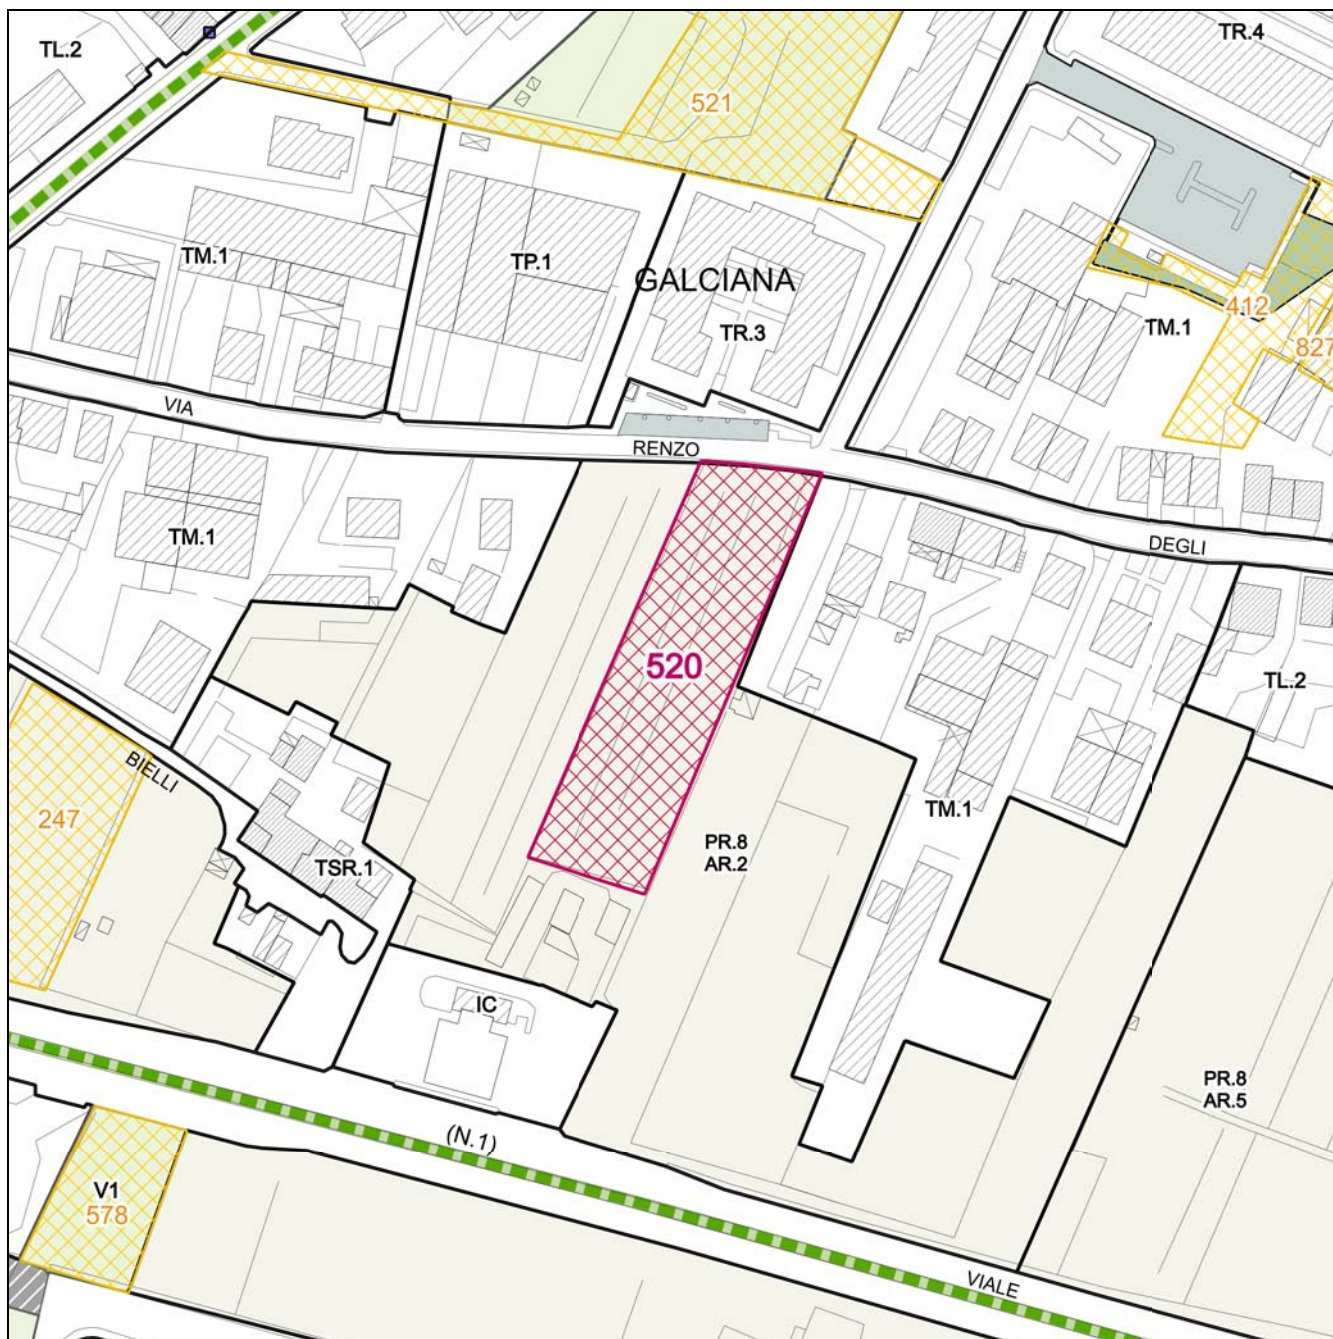 TL.2
TR.4
521
TM.1
TP.1
GALCIANA
TR.3
412
TM.1
827
VIA
RENZO
TM.1
DEGLI
520
TL.2
BIELLI
247
TM.1
PR.8
AR.2
TSR.1
IC
PR.8
AR.5
(N.1)
V1
578
VIALE